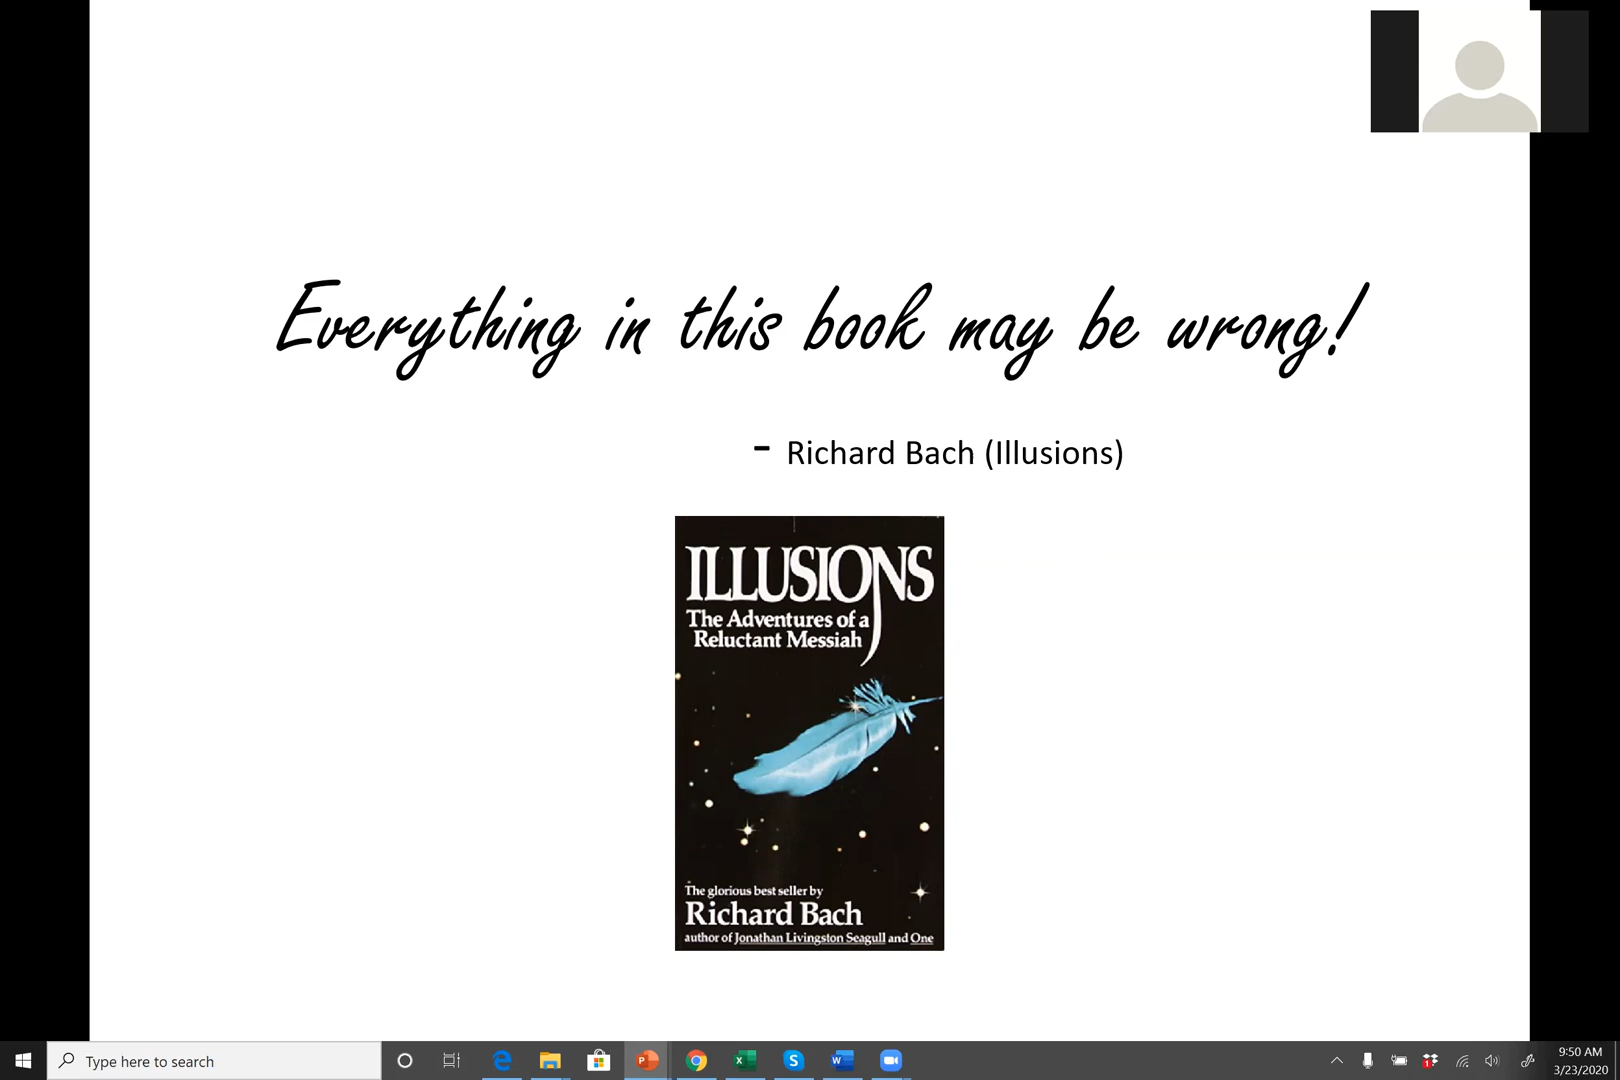 Everything in this book may be wrong!
- Richard Bach (Illusions)
ILLUSIONS
The Adventures of a
Reluctant Messiah
The glorious best seller by
Richard Bach
author of Jonathan Livingston Seagull and One
Type here to search
9:50 AM
3/23/2020